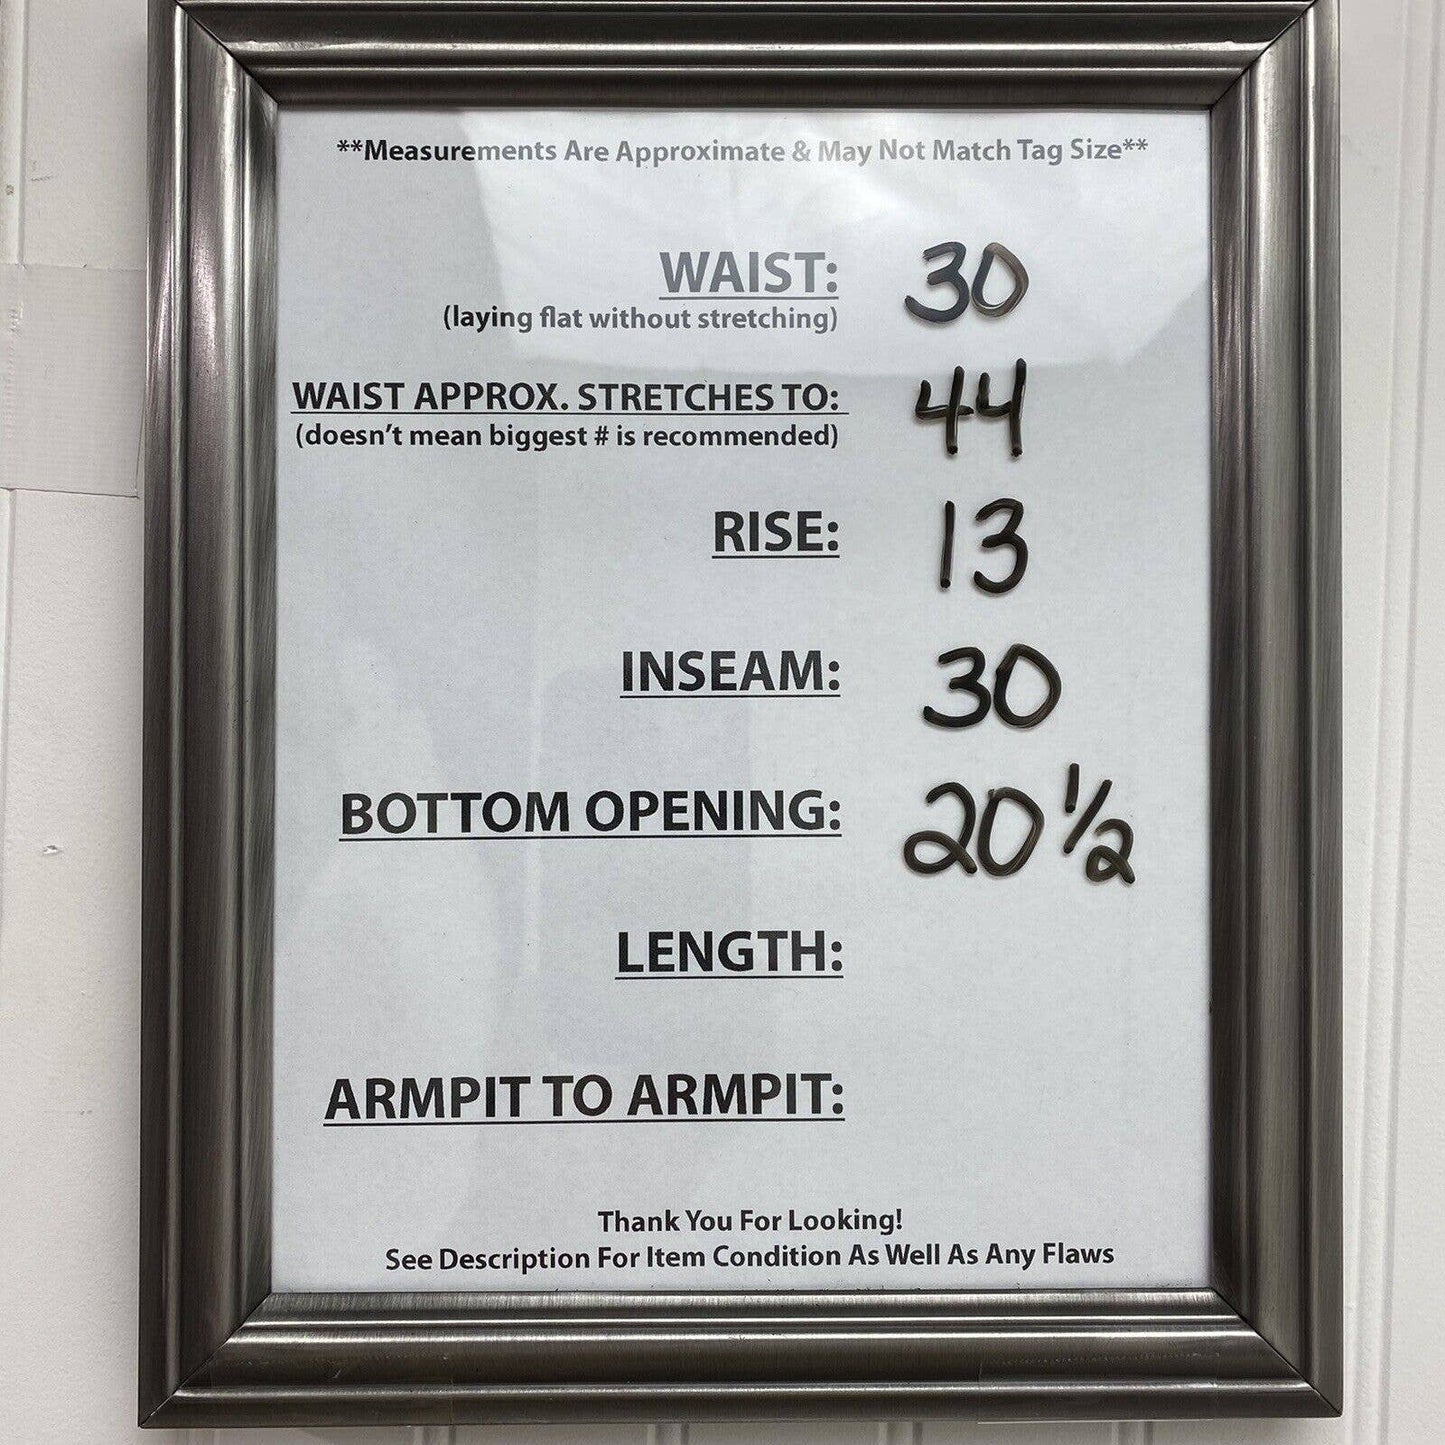 **Measurements Are Approximate & May Not Match Tag Size**
WAIST: 30
(laying flat without stretching)
WAIST APPROX. STRETCHES TO: 44
(doesn't mean biggest # is recommended)
RISE: 13
INSEAM: 30
BOTTOM OPENING: 20 1/2
LENGTH:
ARMPIT TO ARMPIT:
Thank You For Looking!
See Description For Item Condition As Well As Any Flaws